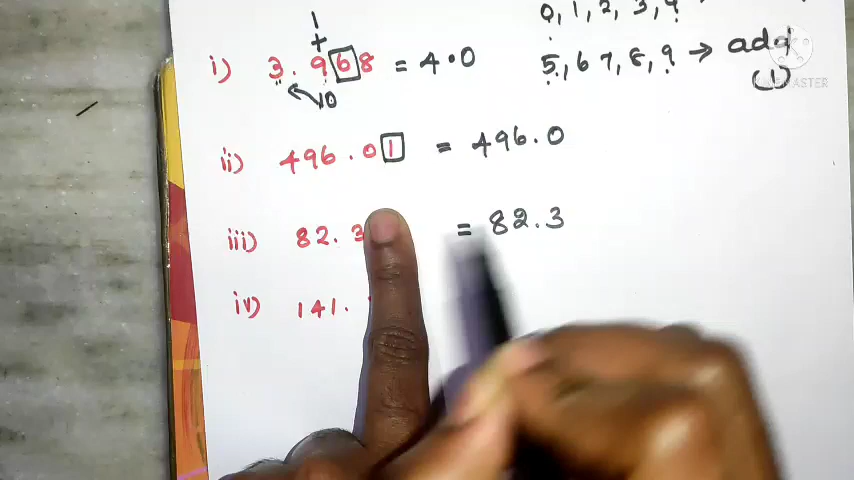 0, 1, 2, 3, 4
1
+
i) 3.968 = 4.0
10
5, 6 7, 8, 9 → add
(1)
ii) 496.01 = 496.0
iii) 82.3 = 82.3
iv) 141.